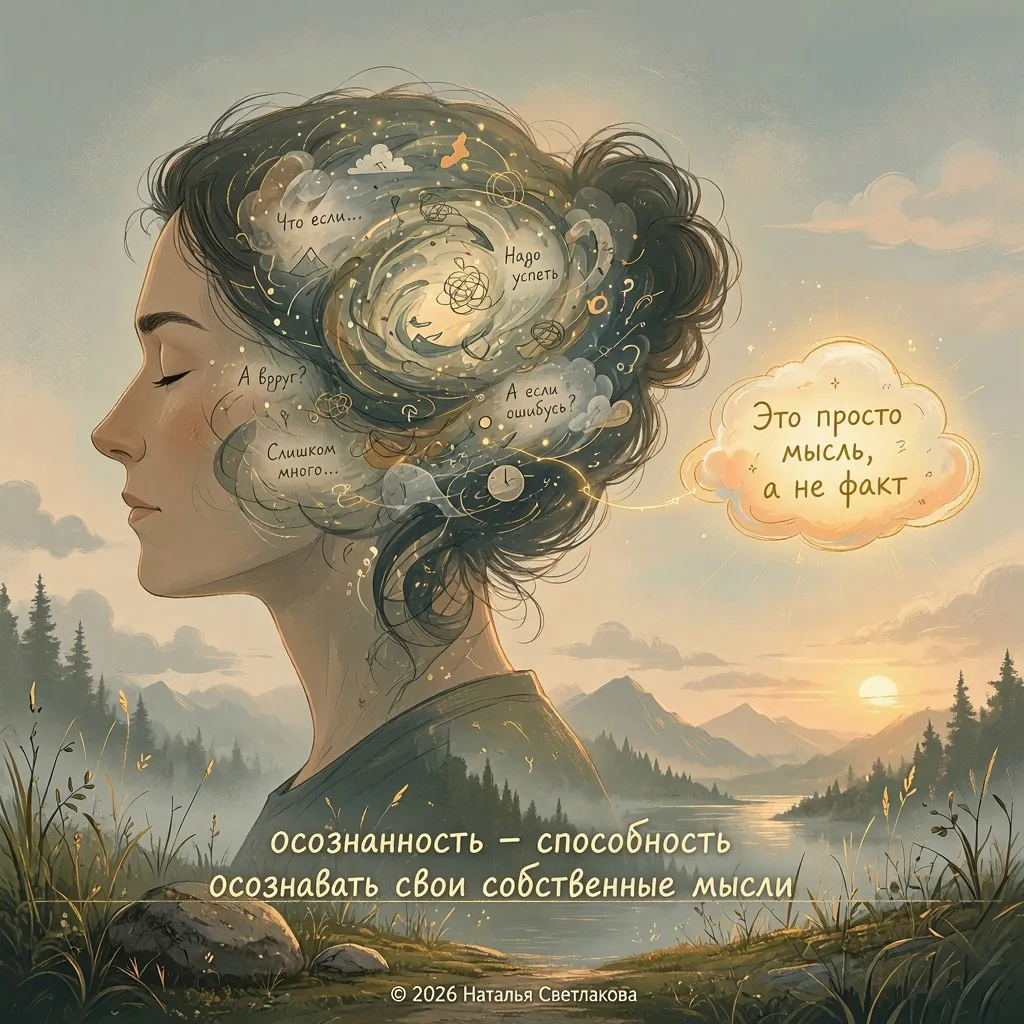 Что если...
Надо
успеть
А врруг?
А если
ошибусь?
Слишком
много...
Это просто
мысль,
а не факт
осознанность – способность
осознавать свои собственные мысли
© 2026 Наталья Светлакова